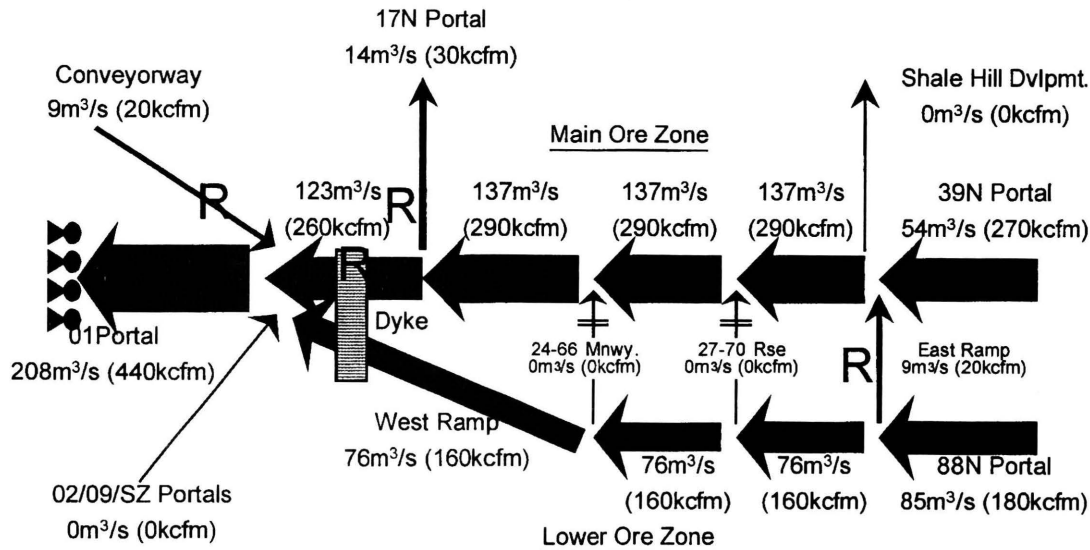 17N Portal
14m³/s (30kcfm)
Conveyorway
9m³/s (20kcfm)
Shale Hill Dvlpmt.
0m³/s (0kcfm)
Main Ore Zone
R
123m³/s
(260kcfm)
R
137m³/s
(290kcfm)
137m³/s
(290kcfm)
137m³/s
(290kcfm)
39N Portal
54m³/s (270kcfm)
R
01Portal
208m³/s (440kcfm)
Dyke
24-66 Mnwy.
0m³/s (0kcfm)
27-70 Rse
0m³/s (0kcfm)
R
East Ramp
9m³/s (20kcfm)
West Ramp
76m³/s (160kcfm)
76m³/s
(160kcfm)
76m³/s
(160kcfm)
88N Portal
85m³/s (180kcfm)
02/09/SZ Portals
0m³/s (0kcfm)
Lower Ore Zone